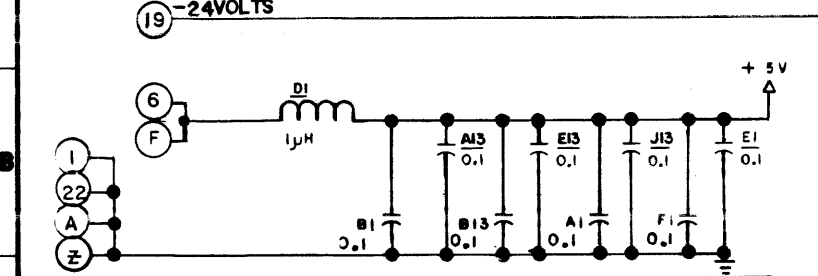 19 -24VOLTS
+ 5V
6
D1
F
1µH
A13
0.1
E13
0.1
J13
0.1
E1
0.1
1
B
22
A
B1
0.1
B13
0.1
A1
0.1
F1
0.1
Z